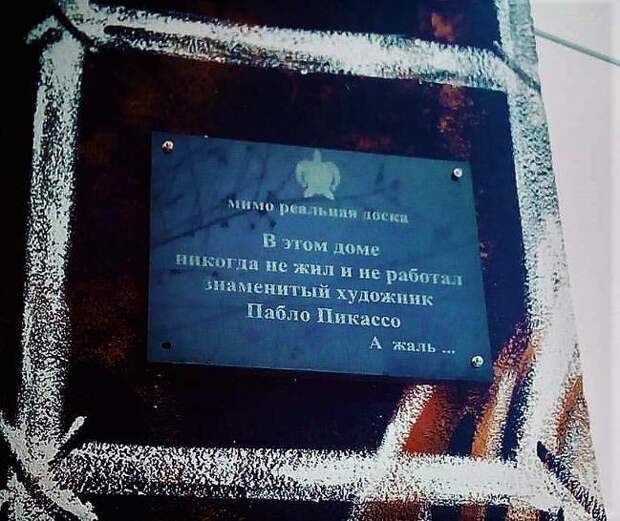 мимо реальная доска
В этом доме
никогда не жил и не работал
знаменитый художник
Пабло Пикассо
А жаль ...